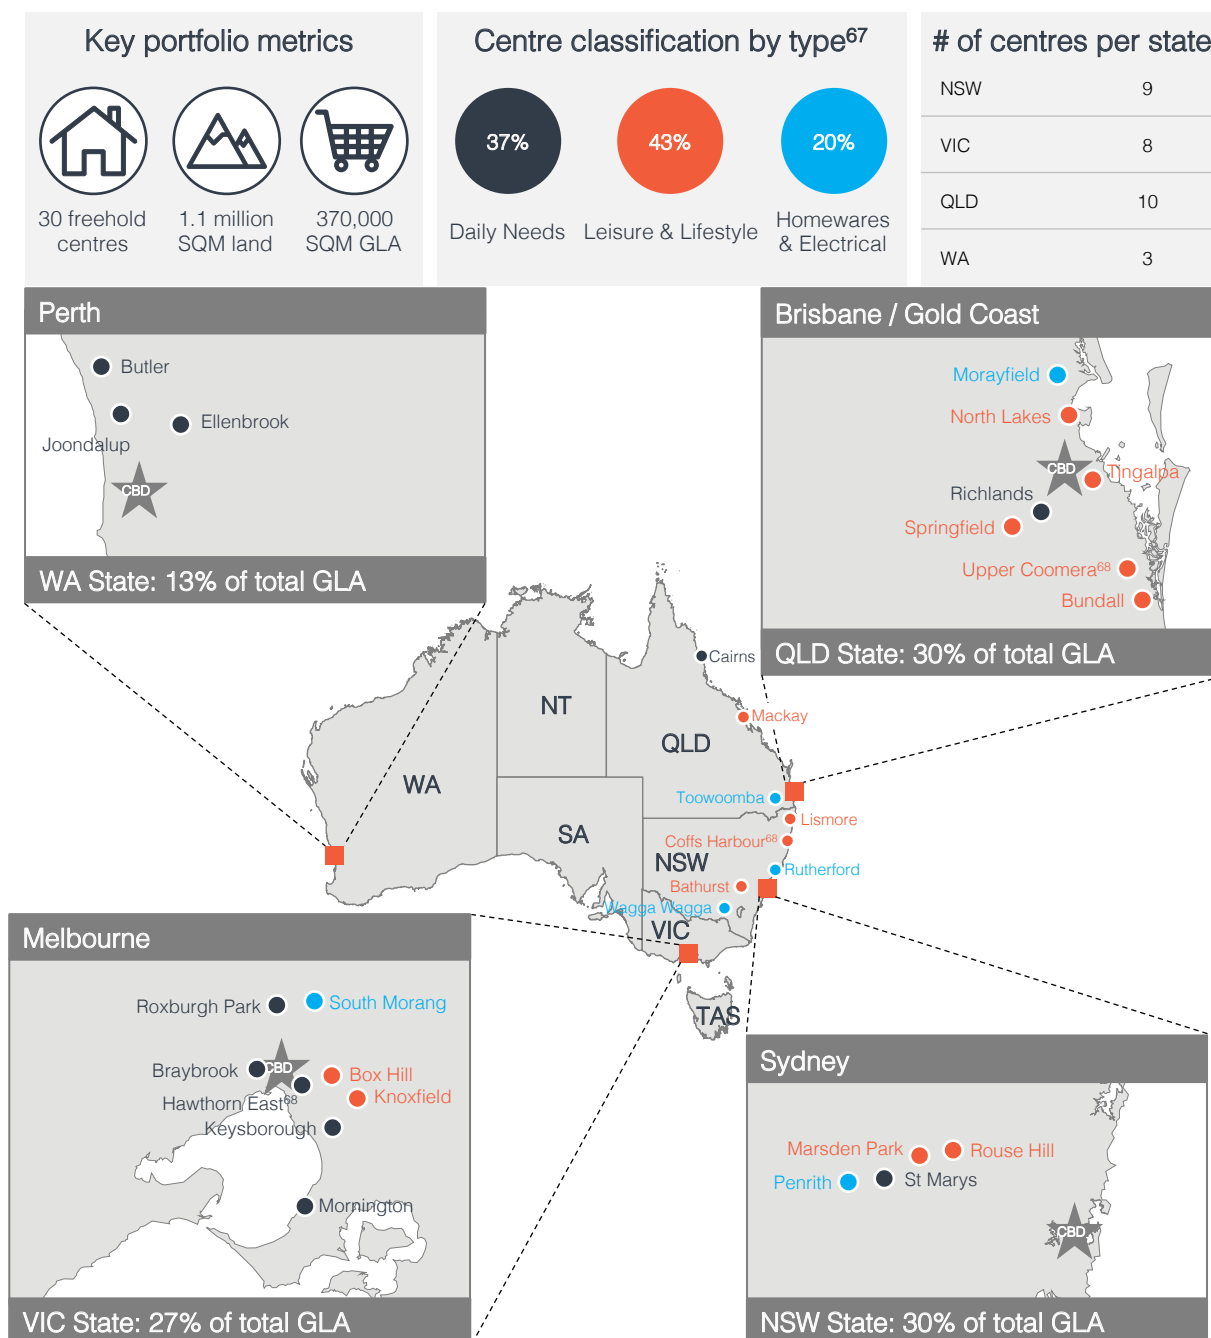 Key portfolio metrics
30 freehold
centres
1.1 million
SQM land
370,000
SQM GLA
Centre classification by type67
37%
43%
20%
Daily Needs
Leisure & Lifestyle
Homewares
& Electrical
# of centres per state
NSW 9
VIC 8
QLD 10
WA 3
Perth
Butler
Joondalup
Ellenbrook
CBD
WA State: 13% of total GLA
Brisbane / Gold Coast
Morayfield
North Lakes
CBD
Tingalpa
Richlands
Springfield
Upper Coomera68
Bundall
QLD State: 30% of total GLA
Cairns
Mackay
NT
QLD
WA
Toowoomba
Lismore
SA
Coffs Harbour68
NSW
Rutherford
Bathurst
Wagga Wagga
VIC
TAS
Melbourne
Roxburgh Park
South Morang
Braybrook
CBD
Box Hill
Hawthorn East68
Knoxfield
Keysborough
Mornington
VIC State: 27% of total GLA
Sydney
Marsden Park
Rouse Hill
Penrith
St Marys
CBD
NSW State: 30% of total GLA